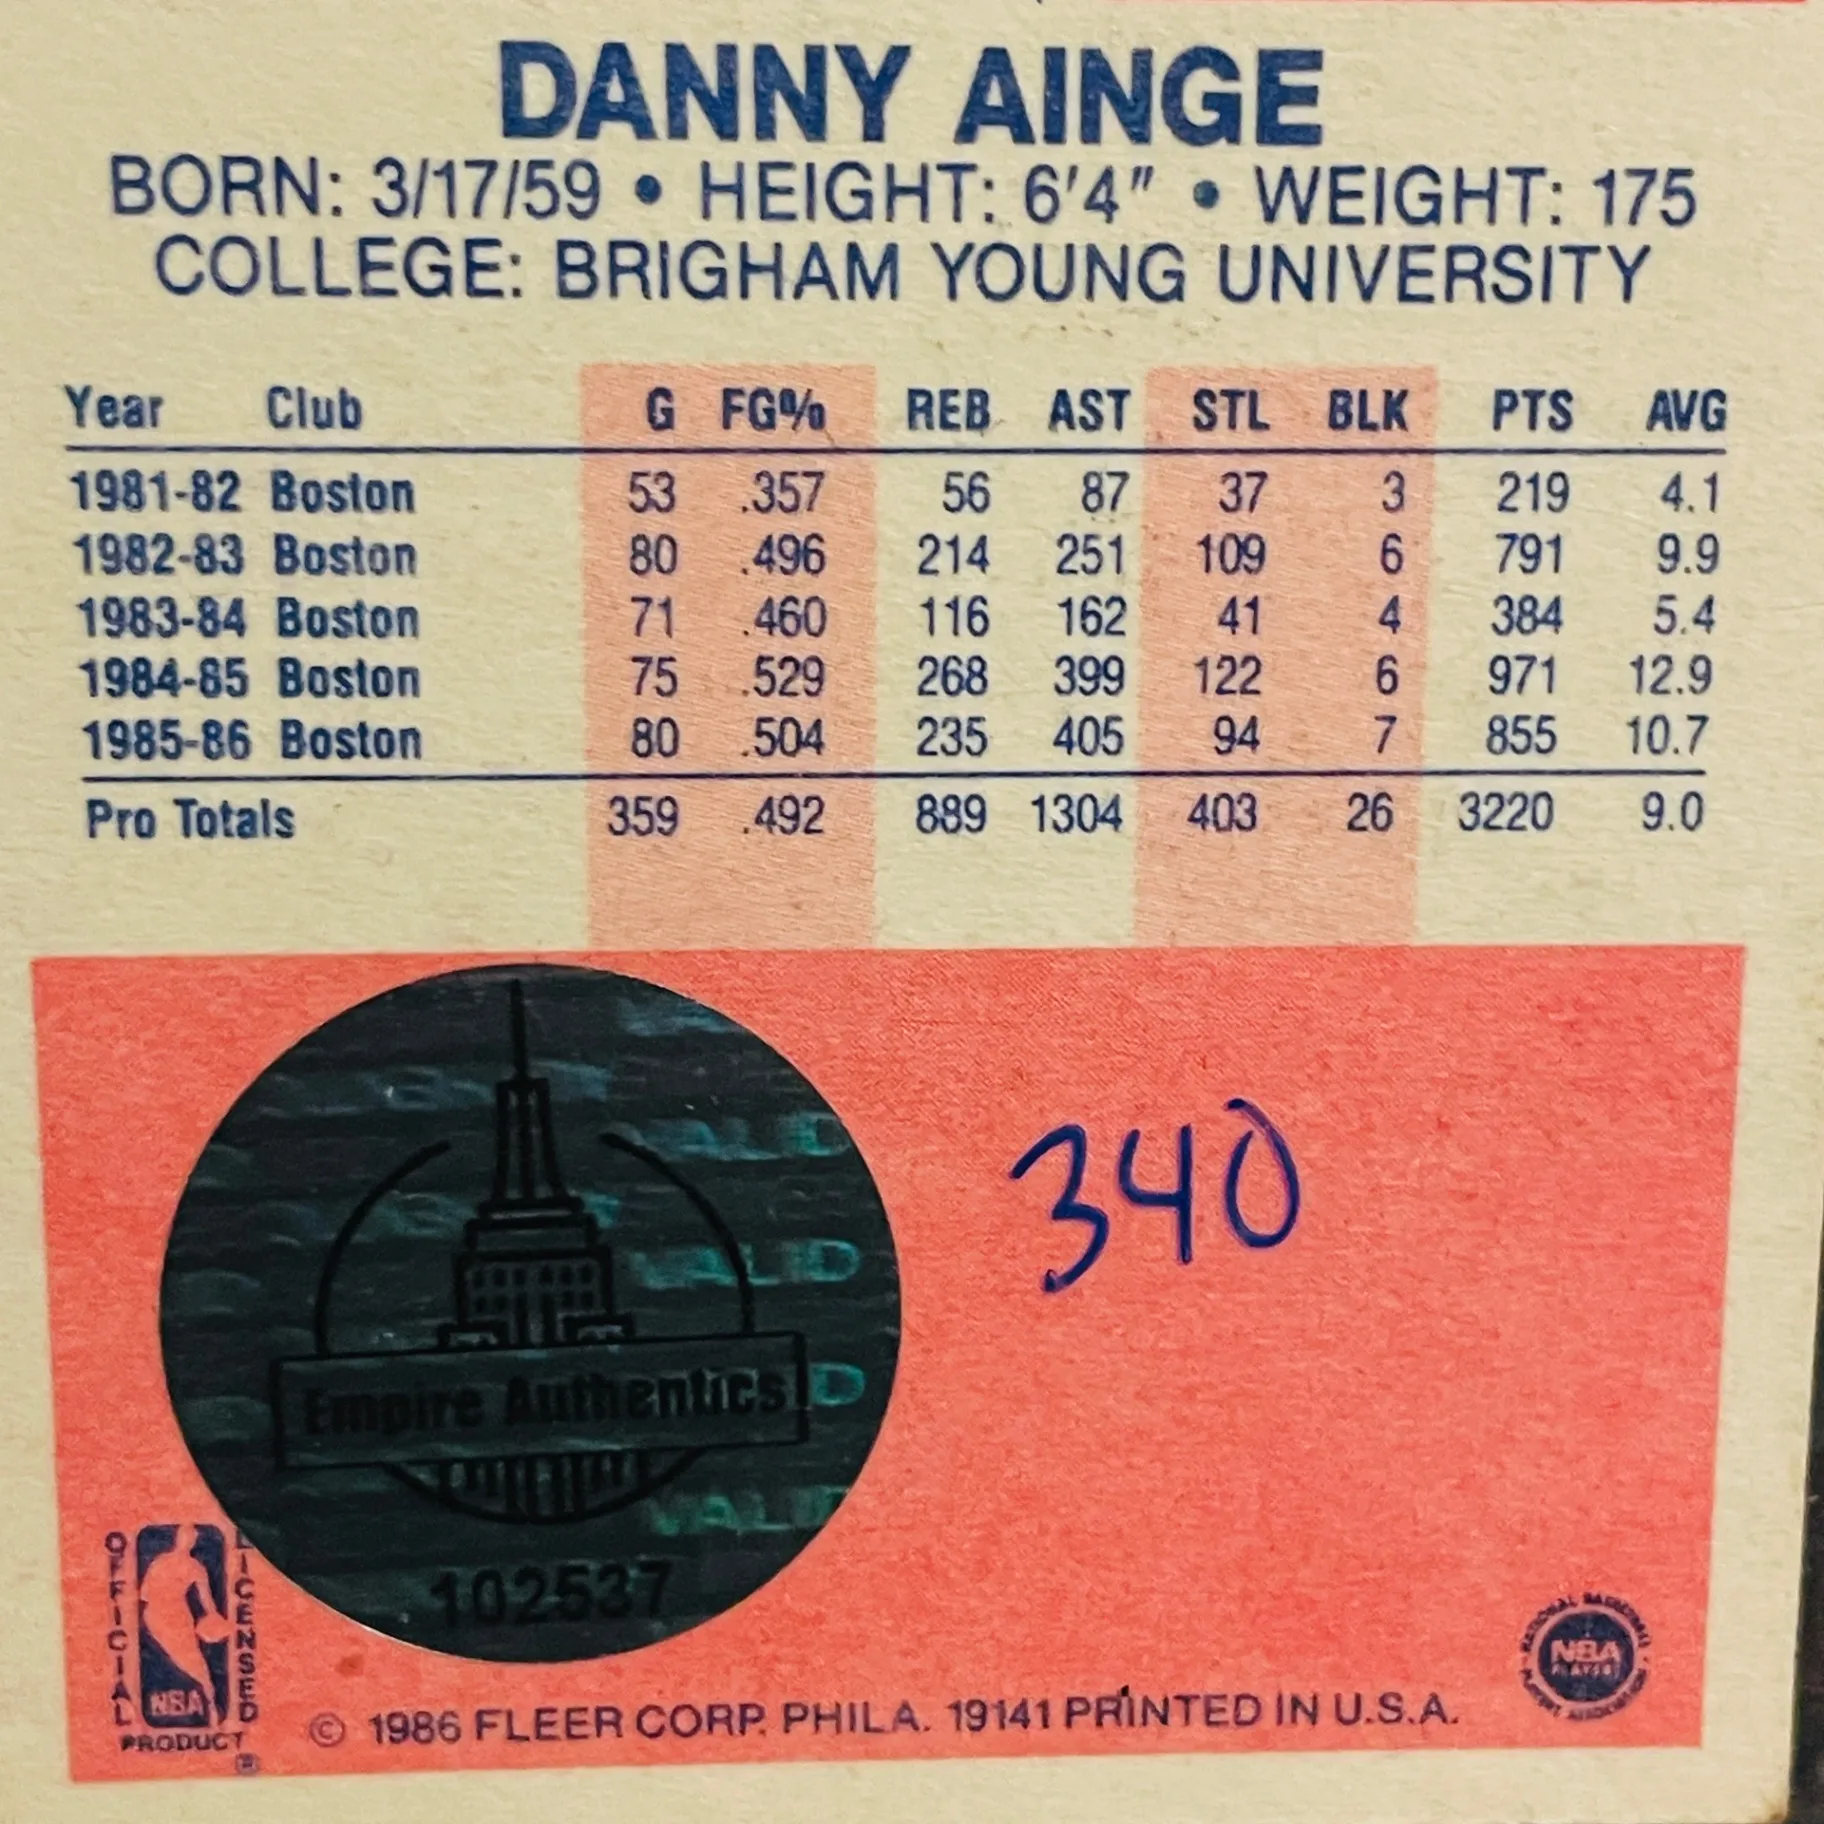 DANNY AINGE
BORN: 3/17/59 • HEIGHT: 6'4" • WEIGHT: 175
COLLEGE: BRIGHAM YOUNG UNIVERSITY
Year Club G FG% REB AST STL BLK PTS AVG
1981-82 Boston 53 .357 56 87 37 3 219 4.1
1982-83 Boston 80 .496 214 251 109 6 791 9.9
1983-84 Boston 71 .460 116 162 41 4 384 5.4
1984-85 Boston 75 .529 268 399 122 6 971 12.9
1985-86 Boston 80 .504 235 405 94 7 855 10.7
Pro Totals 359 .492 889 1304 403 26 3220 9.0
340
Empire Authentics
VALID
102537
OFFICIAL
LICENSED
NBA
PRODUCT
© 1986 FLEER CORP. PHILA. 19141 PRINTED IN U.S.A.
NATIONAL BASKETBALL
NBA
PLAYERS